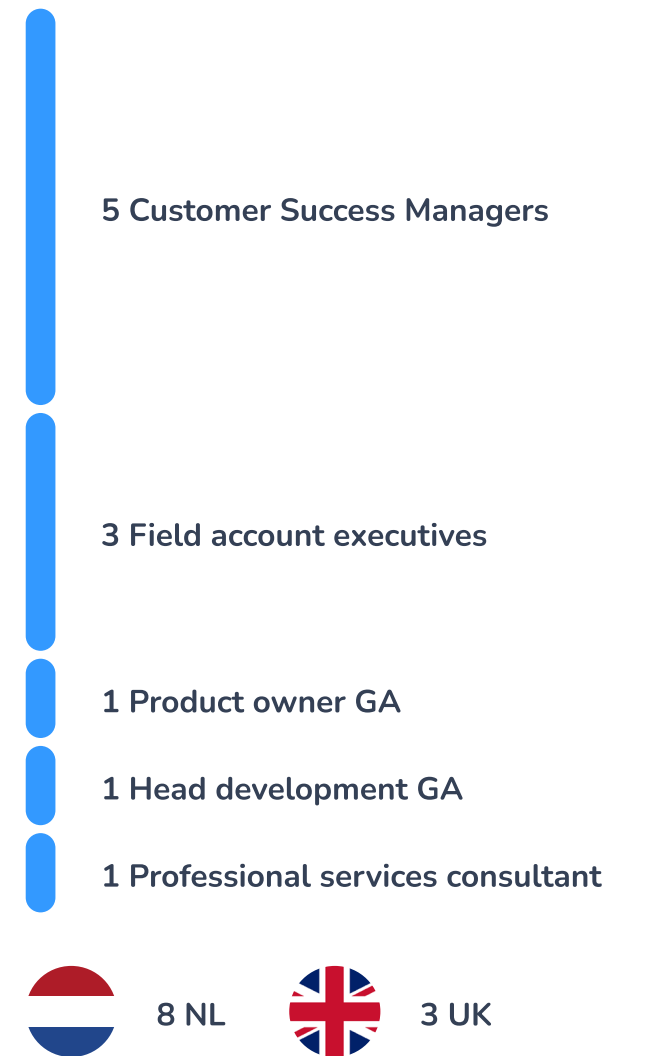 5 Customer Success Managers
3 Field account executives
1 Product owner GA
1 Head development GA
1 Professional services consultant
8 NL 3 UK